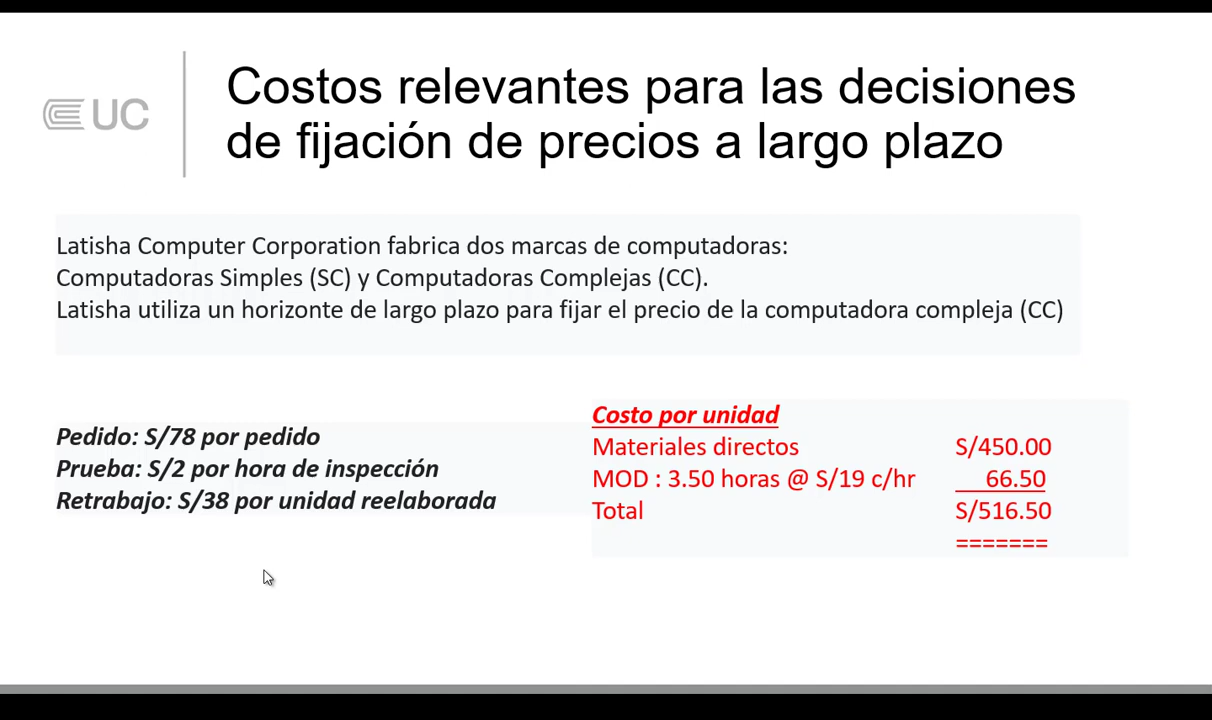 UC
Costos relevantes para las decisiones
de fijación de precios a largo plazo
Latisha Computer Corporation fabrica dos marcas de computadoras:
Computadoras Simples (SC) y Computadoras Complejas (CC).
Latisha utiliza un horizonte de largo plazo para fijar el precio de la computadora compleja (CC)
Pedido: S/78 por pedido
Prueba: S/2 por hora de inspección
Retrabajo: S/38 por unidad reelaborada
Costo por unidad
Materiales directos S/450.00
MOD : 3.50 horas @ S/19 c/hr 66.50
Total S/516.50
=======